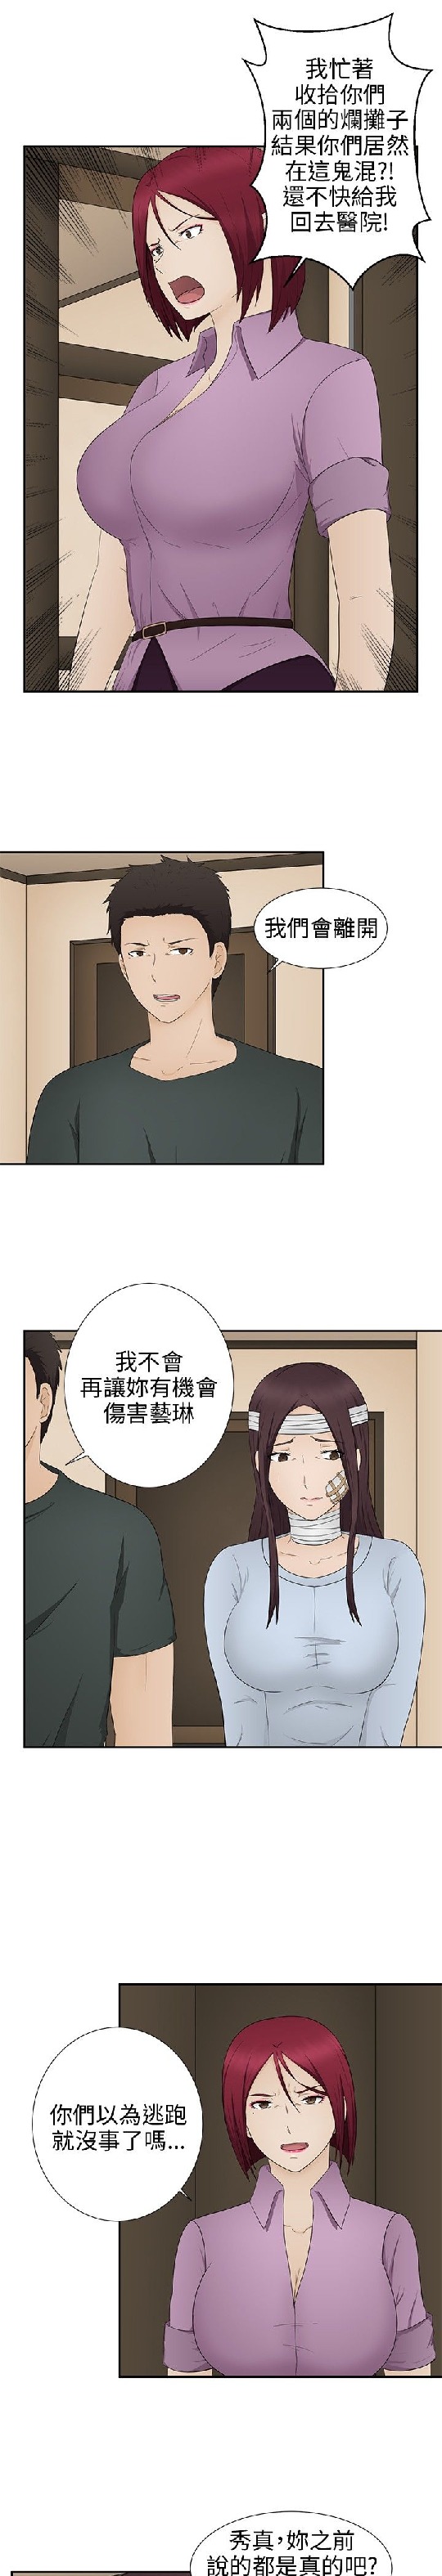 我忙著
收拾你們
兩個的爛攤子
結果你們居然
在這鬼混?!
還不快給我
回去醫院!
我們會離開
我不會
再讓妳有機會
傷害藝琳
你們以為逃跑
就沒事了嗎...
秀真,妳之前
說的都是真的吧?